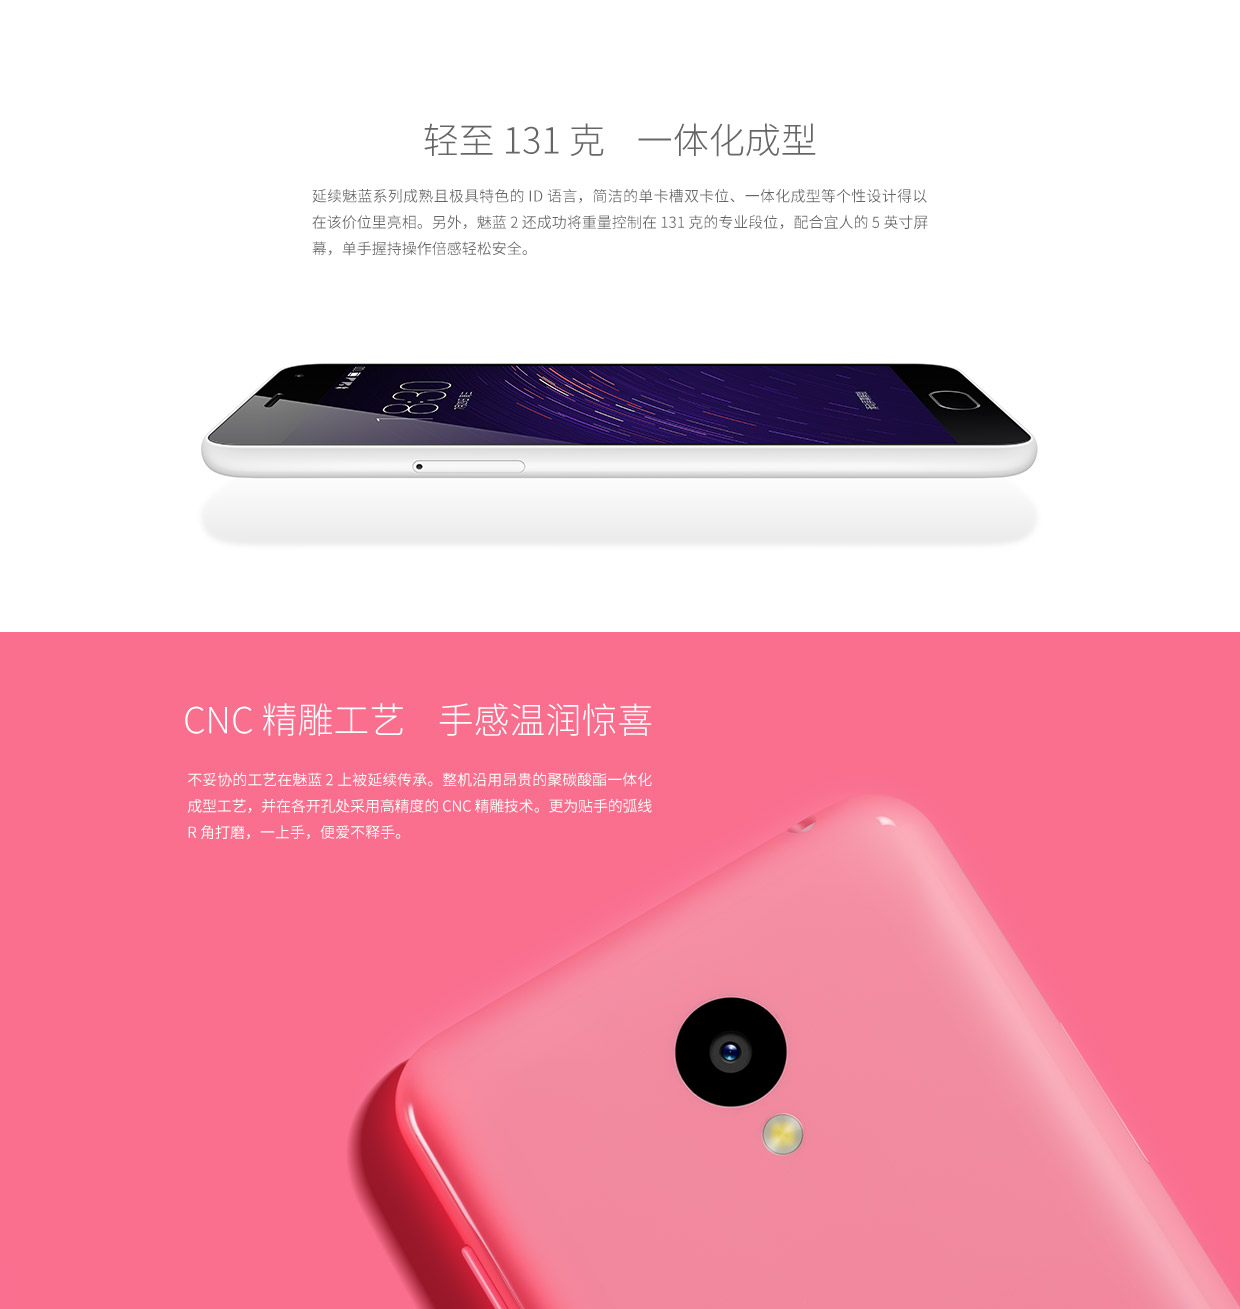 轻至 131 克 一体化成型
延续魅蓝系列成熟且极具特色的 ID 语言，简洁的单卡槽双卡位、一体化成型等个性设计得以
在该价位里亮相。另外，魅蓝 2 还成功将重量控制在 131 克的专业段位，配合宜人的 5 英寸屏
幕，单手握持操作倍感轻松安全。
18:30
CNC 精雕工艺 手感温润惊喜
不妥协的工艺在魅蓝 2 上被延续传承。整机沿用昂贵的聚碳酸酯一体化
成型工艺，并在各开孔处采用高精度的 CNC 精雕技术。更为贴手的弧线
R 角打磨，一上手，便爱不释手。